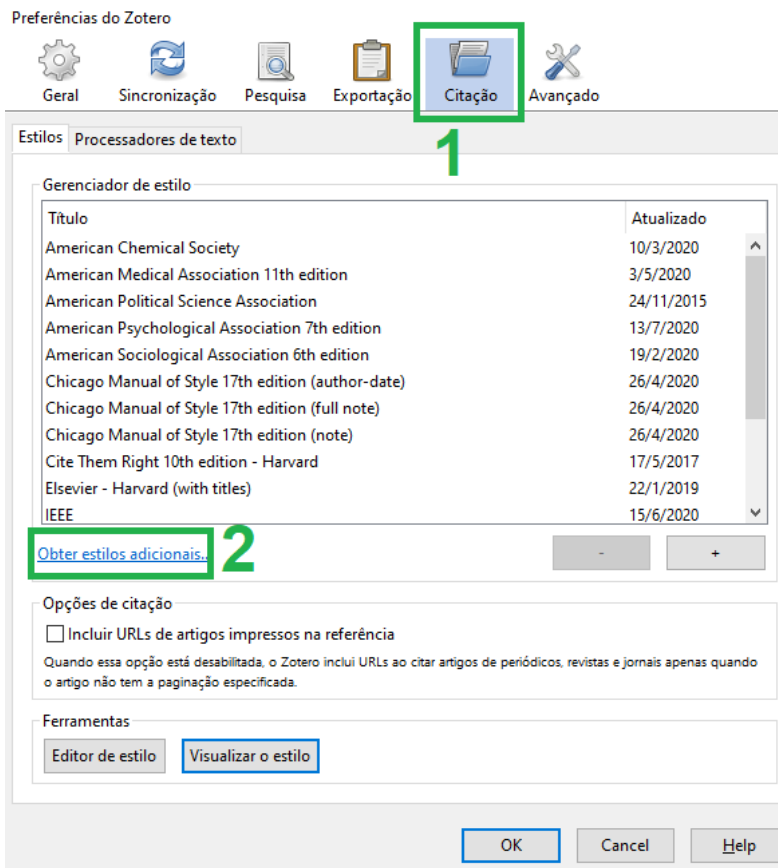 Preferências do Zotero
Geral Sincronização Pesquisa Exportação Citação Avançado
1
Estilos Processadores de texto
Gerenciador de estilo
Título Atualizado
American Chemical Society 10/3/2020
American Medical Association 11th edition 3/5/2020
American Political Science Association 24/11/2015
American Psychological Association 7th edition 13/7/2020
American Sociological Association 6th edition 19/2/2020
Chicago Manual of Style 17th edition (author-date) 26/4/2020
Chicago Manual of Style 17th edition (full note) 26/4/2020
Chicago Manual of Style 17th edition (note) 26/4/2020
Cite Them Right 10th edition - Harvard 17/5/2017
Elsevier - Harvard (with titles) 22/1/2019
IEEE 15/6/2020
Obter estilos adicionais... 2 - +
Opções de citação
Incluir URLs de artigos impressos na referência
Quando essa opção está desabilitada, o Zotero inclui URLs ao citar artigos de periódicos, revistas e jornais apenas quando
o artigo não tem a paginação especificada.
Ferramentas
Editor de estilo Visualizar o estilo
OK Cancel Help